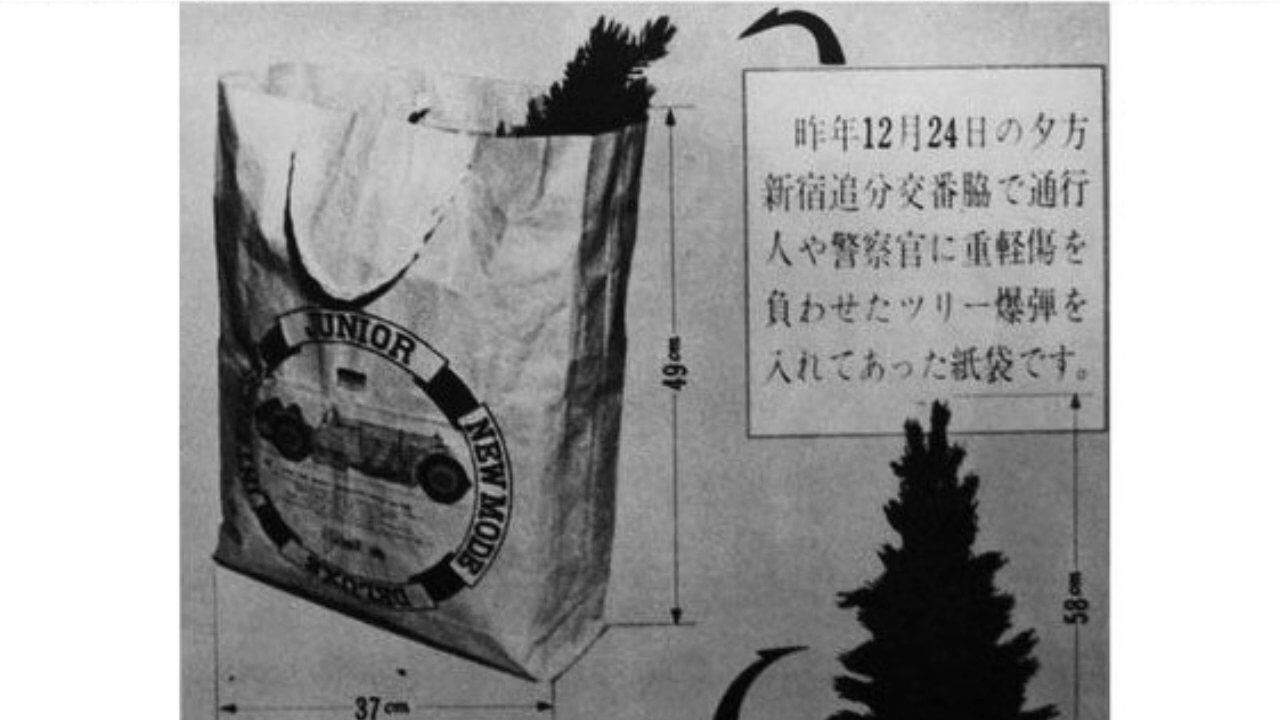 昨年12月24日の夕方
新宿追分交番脇で通行
人や警察官に重軽傷を
負わせたツリー爆弾を
入れてあった紙袋です。
JUNIOR
NEW MODE
DELUXE
49cm
58cm
37cm